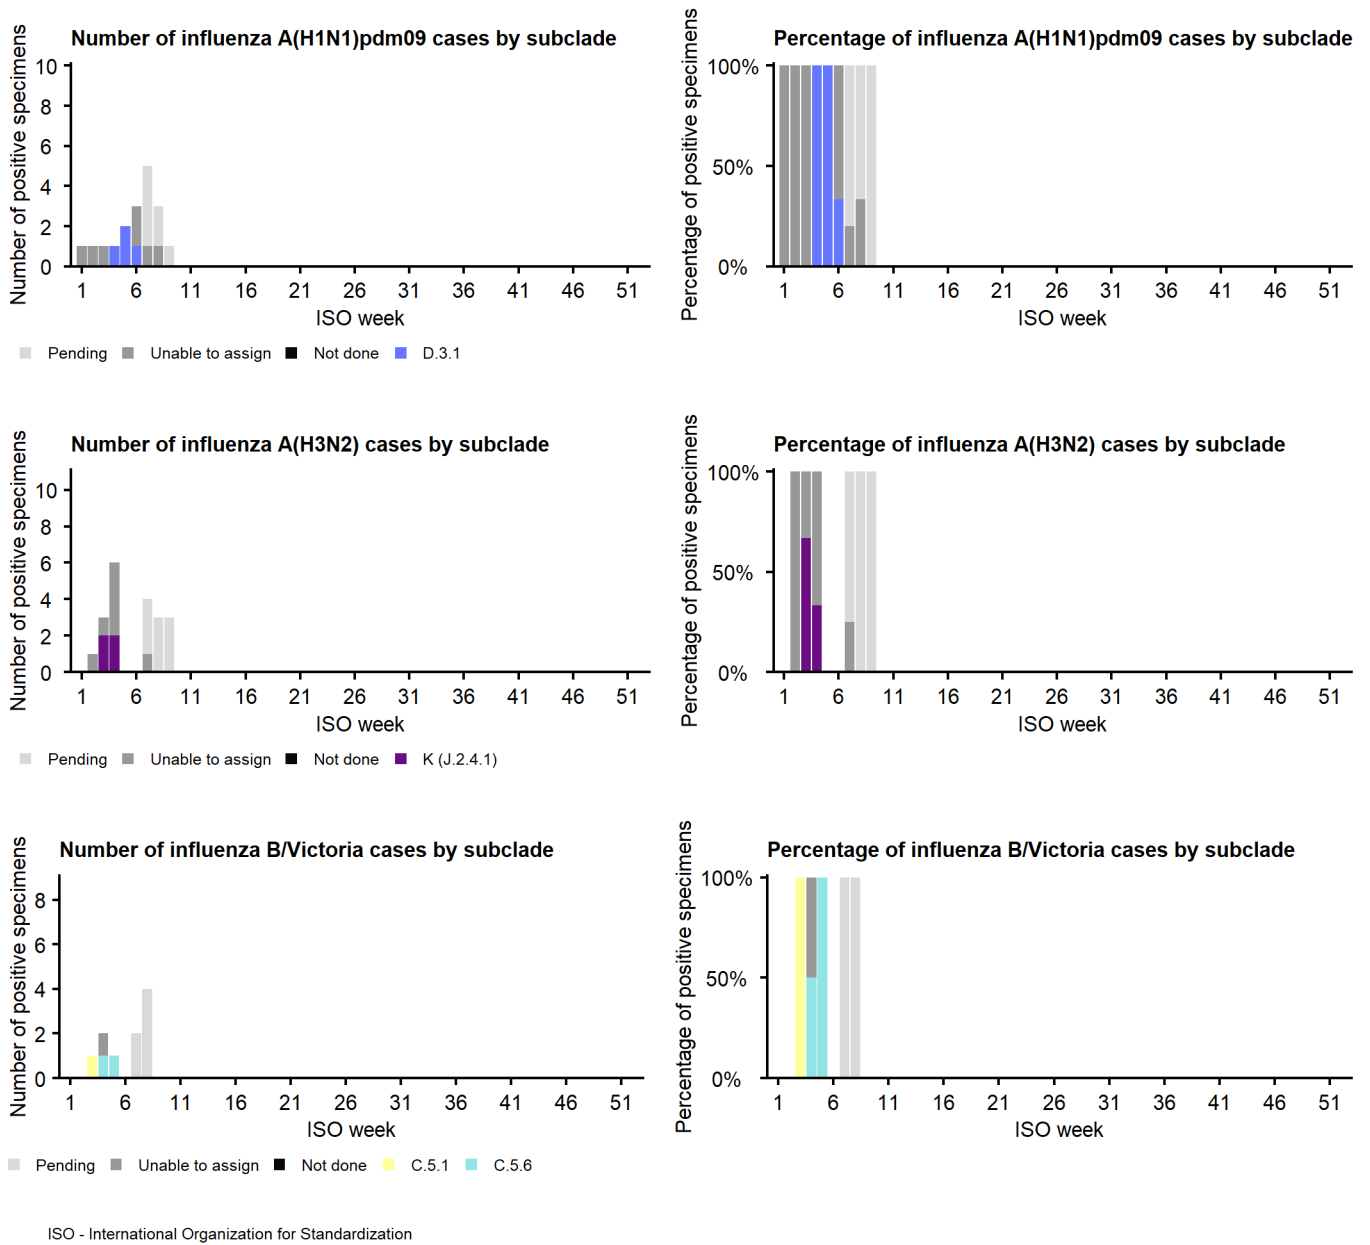 Number of influenza A(H1N1)pdm09 cases by subclade
Number of positive specimens
10
8
6
4
2
0
1 6 11 16 21 26 31 36 41 46 51
ISO week
Pending Unable to assign Not done D.3.1
Percentage of influenza A(H1N1)pdm09 cases by subclade
Percentage of positive specimens
100%
50%
0%
1 6 11 16 21 26 31 36 41 46 51
ISO week
Number of influenza A(H3N2) cases by subclade
Number of positive specimens
10
8
6
4
2
0
1 6 11 16 21 26 31 36 41 46 51
ISO week
Pending Unable to assign Not done K (J.2.4.1)
Percentage of influenza A(H3N2) cases by subclade
Percentage of positive specimens
100%
50%
0%
1 6 11 16 21 26 31 36 41 46 51
ISO week
Number of influenza B/Victoria cases by subclade
Number of positive specimens
8
6
4
2
0
1 6 11 16 21 26 31 36 41 46 51
ISO week
Pending Unable to assign Not done C.5.1 C.5.6
Percentage of influenza B/Victoria cases by subclade
Percentage of positive specimens
100%
50%
0%
1 6 11 16 21 26 31 36 41 46 51
ISO week
ISO - International Organization for Standardization